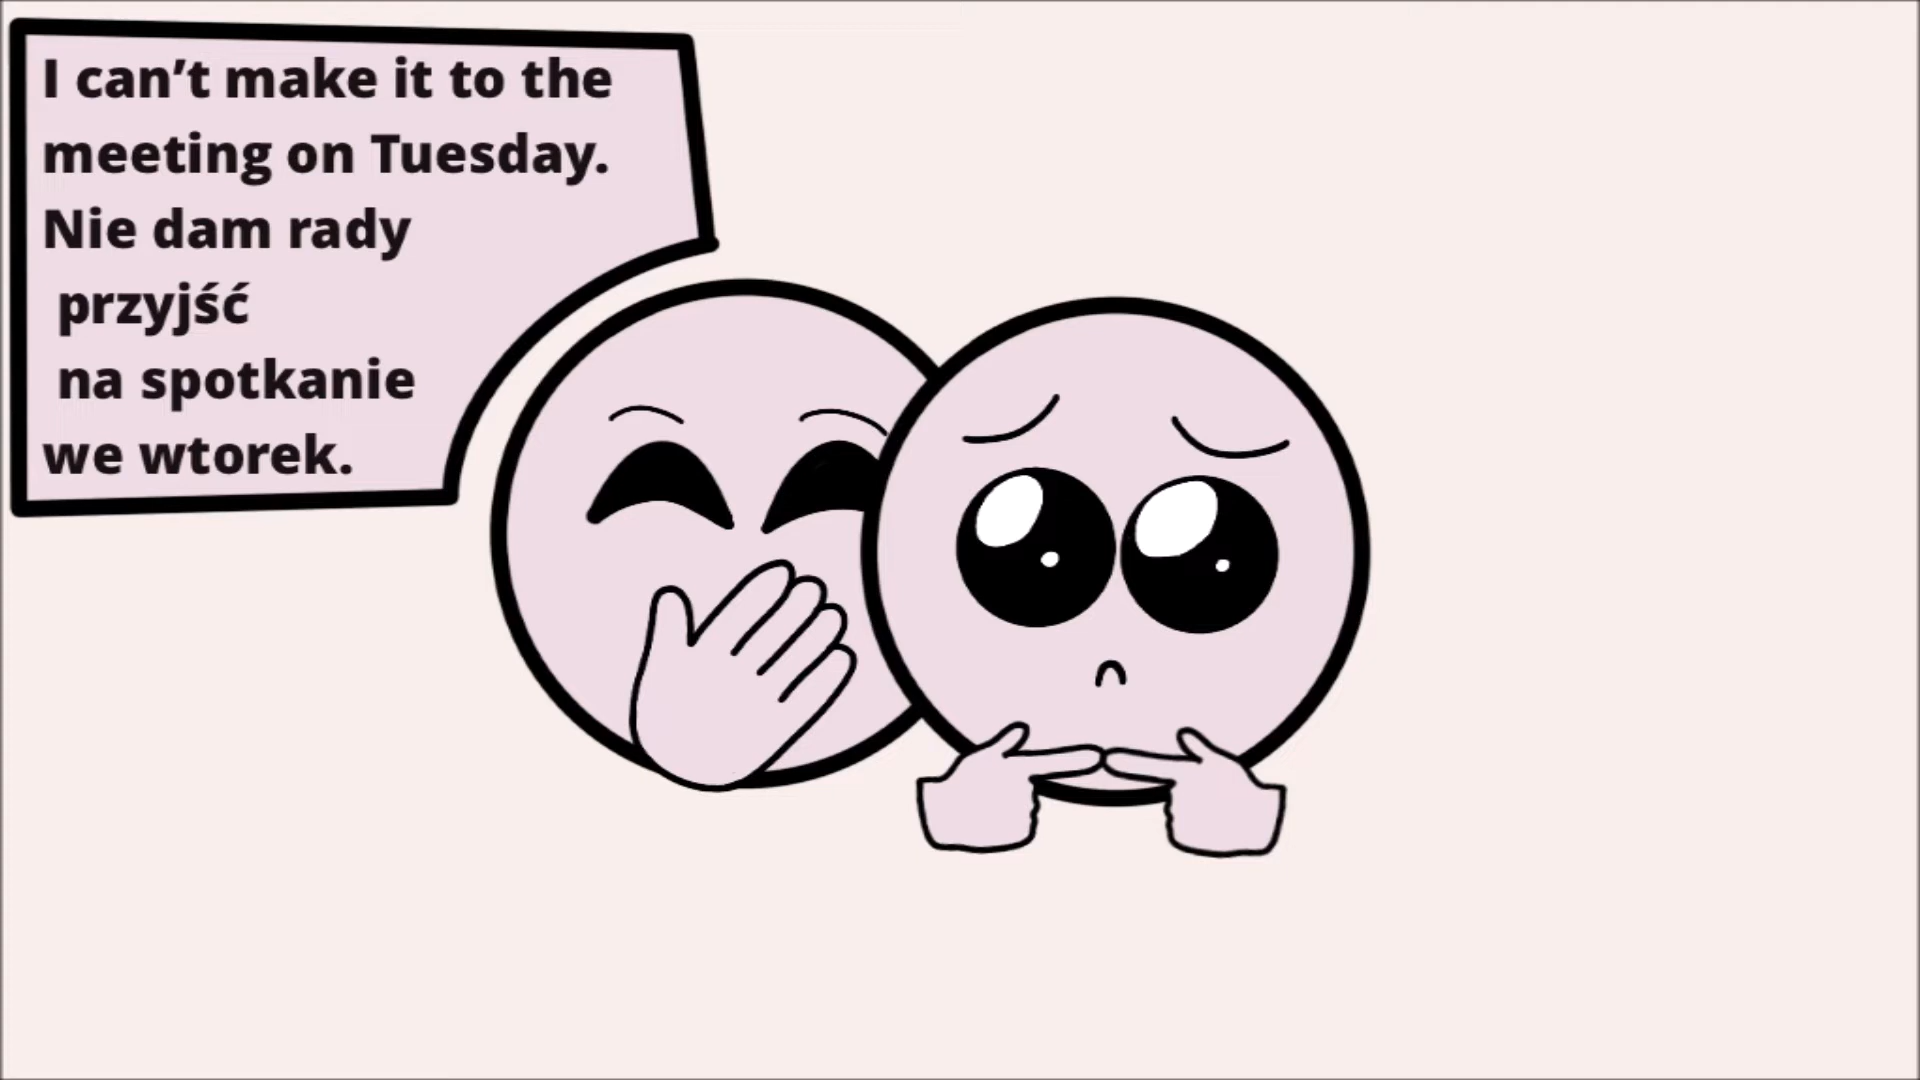 I can’t make it to the
meeting on Tuesday.
Nie dam rady
przyjść
na spotkanie
we wtorek.